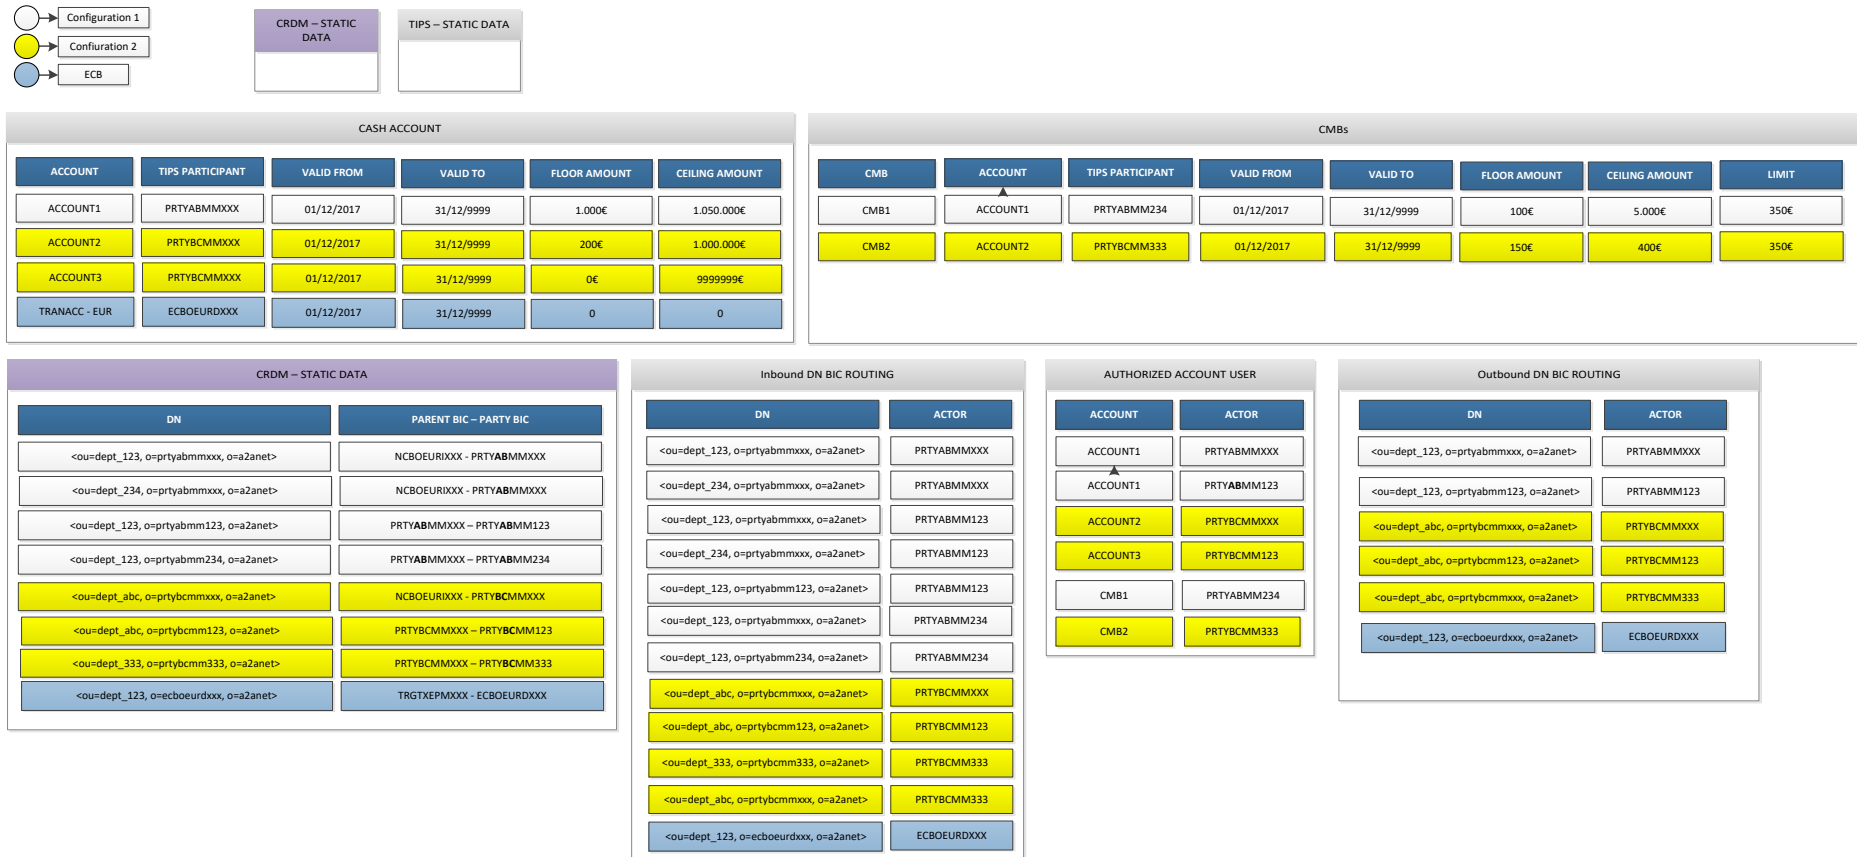 Configuration 1
Confiuration 2
ECB
CRDM – STATIC
DATA
TIPS – STATIC DATA
CASH ACCOUNT
ACCOUNT TIPS PARTICIPANT VALID FROM VALID TO FLOOR AMOUNT CEILING AMOUNT
ACCOUNT1 PRTYABMMXXX 01/12/2017 31/12/9999 1.000€ 1.050.000€
ACCOUNT2 PRTYBCMMXXX 01/12/2017 31/12/9999 200€ 1.000.000€
ACCOUNT3 PRTYBCMMXXX 01/12/2017 31/12/9999 0€ 9999999€
TRANACC - EUR ECBOEURDXXX 01/12/2017 31/12/9999 0 0
CMBs
CMB ACCOUNT TIPS PARTICIPANT VALID FROM VALID TO FLOOR AMOUNT CEILING AMOUNT LIMIT
CMB1 ACCOUNT1 PRTYABMM234 01/12/2017 31/12/9999 100€ 5.000€ 350€
CMB2 ACCOUNT2 PRTYBCMM333 01/12/2017 31/12/9999 150€ 400€ 350€
CRDM – STATIC DATA
DN PARENT BIC – PARTY BIC
<ou=dept_123, o=prtyabmmxxx, o=a2anet> NCBOEURIXXX - PRTYABMMXXX
<ou=dept_234, o=prtyabmmxxx, o=a2anet> NCBOEURIXXX - PRTYABMMXXX
<ou=dept_123, o=prtyabmm123, o=a2anet> PRTYABMMXXX – PRTYABMM123
<ou=dept_123, o=prtyabmm234, o=a2anet> PRTYABMMXXX – PRTYABMM234
<ou=dept_abc, o=prtybcmmxxx, o=a2anet> NCBOEURIXXX - PRTYBCMMXXX
<ou=dept_abc, o=prtybcmm123, o=a2anet> PRTYBCMMXXX – PRTYBCMM123
<ou=dept_333, o=prtybcmm333, o=a2anet> PRTYBCMMXXX – PRTYBCMM333
<ou=dept_123, o=ecboeurdxxx, o=a2anet> TRGTXEPMXXX - ECBOEURDXXX
Inbound DN BIC ROUTING
DN ACTOR
<ou=dept_123, o=prtyabmmxxx, o=a2anet> PRTYABMMXXX
<ou=dept_234, o=prtyabmmxxx, o=a2anet> PRTYABMMXXX
<ou=dept_123, o=prtyabmmxxx, o=a2anet> PRTYABMM123
<ou=dept_234, o=prtyabmmxxx, o=a2anet> PRTYABMM123
<ou=dept_123, o=prtyabmm123, o=a2anet> PRTYABMM123
<ou=dept_123, o=prtyabmmxxx, o=a2anet> PRTYABMM234
<ou=dept_123, o=prtyabmm234, o=a2anet> PRTYABMM234
<ou=dept_abc, o=prtybcmmxxx, o=a2anet> PRTYBCMMXXX
<ou=dept_abc, o=prtybcmm123, o=a2anet> PRTYBCMM123
<ou=dept_333, o=prtybcmm333, o=a2anet> PRTYBCMM333
<ou=dept_abc, o=prtybcmmxxx, o=a2anet> PRTYBCMM333
<ou=dept_123, o=ecboeurdxxx, o=a2anet> ECBOEURDXXX
AUTHORIZED ACCOUNT USER
ACCOUNT ACTOR
ACCOUNT1 PRTYABMMXXX
ACCOUNT1 PRTYABMM123
ACCOUNT2 PRTYBCMMXXX
ACCOUNT3 PRTYBCMM123
CMB1 PRTYABMM234
CMB2 PRTYBCMM333
Outbound DN BIC ROUTING
DN ACTOR
<ou=dept_123, o=prtyabmmxxx, o=a2anet> PRTYABMMXXX
<ou=dept_123, o=prtyabmm123, o=a2anet> PRTYABMM123
<ou=dept_abc, o=prtybcmmxxx, o=a2anet> PRTYBCMMXXX
<ou=dept_abc, o=prtybcmm123, o=a2anet> PRTYBCMM123
<ou=dept_abc, o=prtybcmmxxx, o=a2anet> PRTYBCMM333
<ou=dept_123, o=ecboeurdxxx, o=a2anet> ECBOEURDXXX